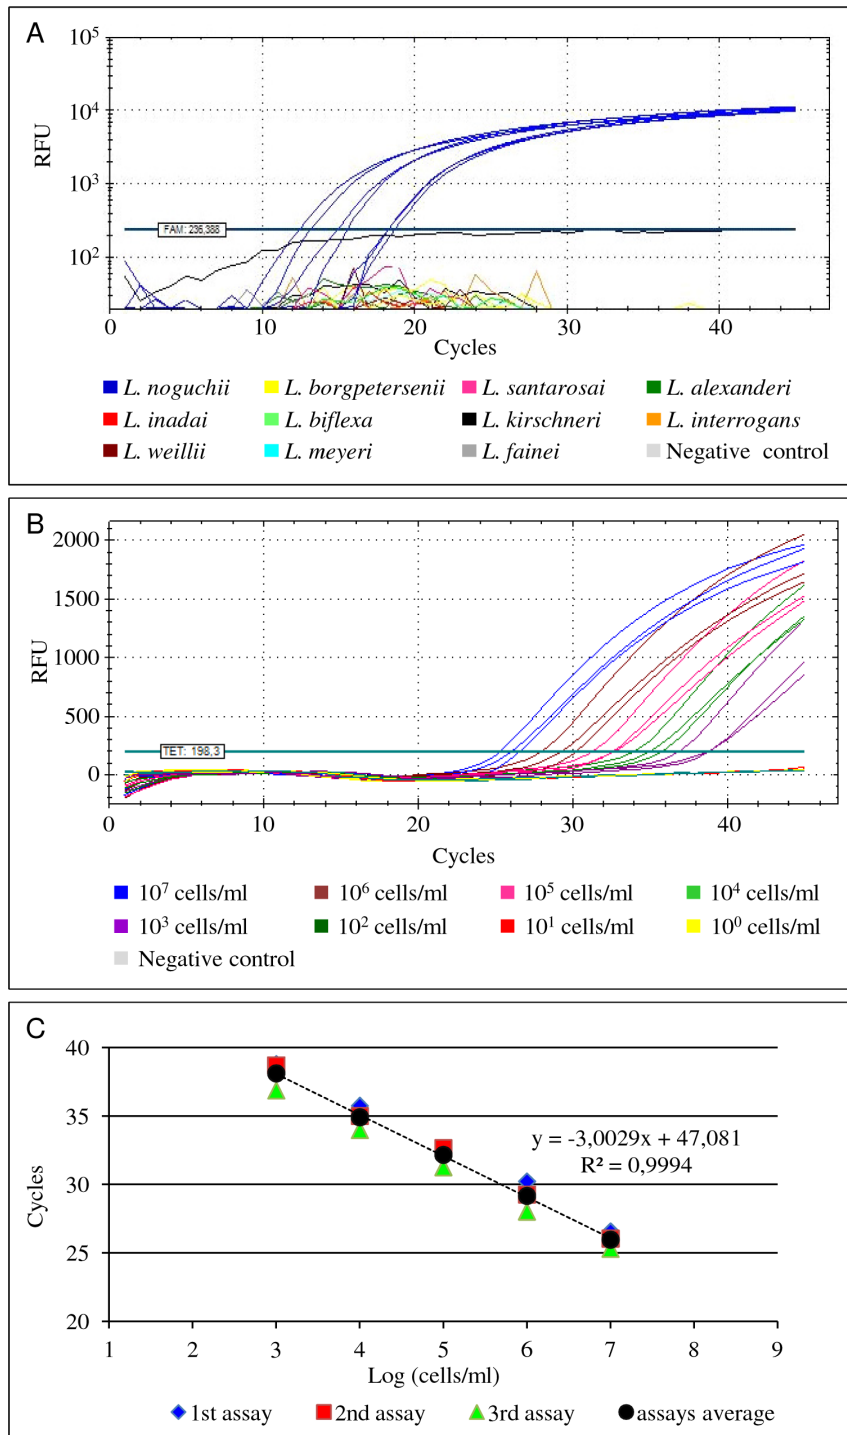 A
10⁵
10⁴
10³
10²
RFU
FAM: 236,388
0 10 20 30 40
Cycles
L. noguchii L. borgpetersenii L. santarosai L. alexanderi
L. inadai L. biflexa L. kirschneri L. interrogans
L. weillii L. meyeri L. fainei Negative control
B
2000
1500
1000
500
0
RFU
TET: 198,3
0 10 20 30 40
Cycles
10⁷ cells/ml 10⁶ cells/ml 10⁵ cells/ml 10⁴ cells/ml
10³ cells/ml 10² cells/ml 10¹ cells/ml 10⁰ cells/ml
Negative control
C
40
35
30
25
20
Cycles
y = -3,0029x + 47,081
R² = 0,9994
1 2 3 4 5 6 7 8 9
Log (cells/ml)
1st assay 2nd assay 3rd assay assays average